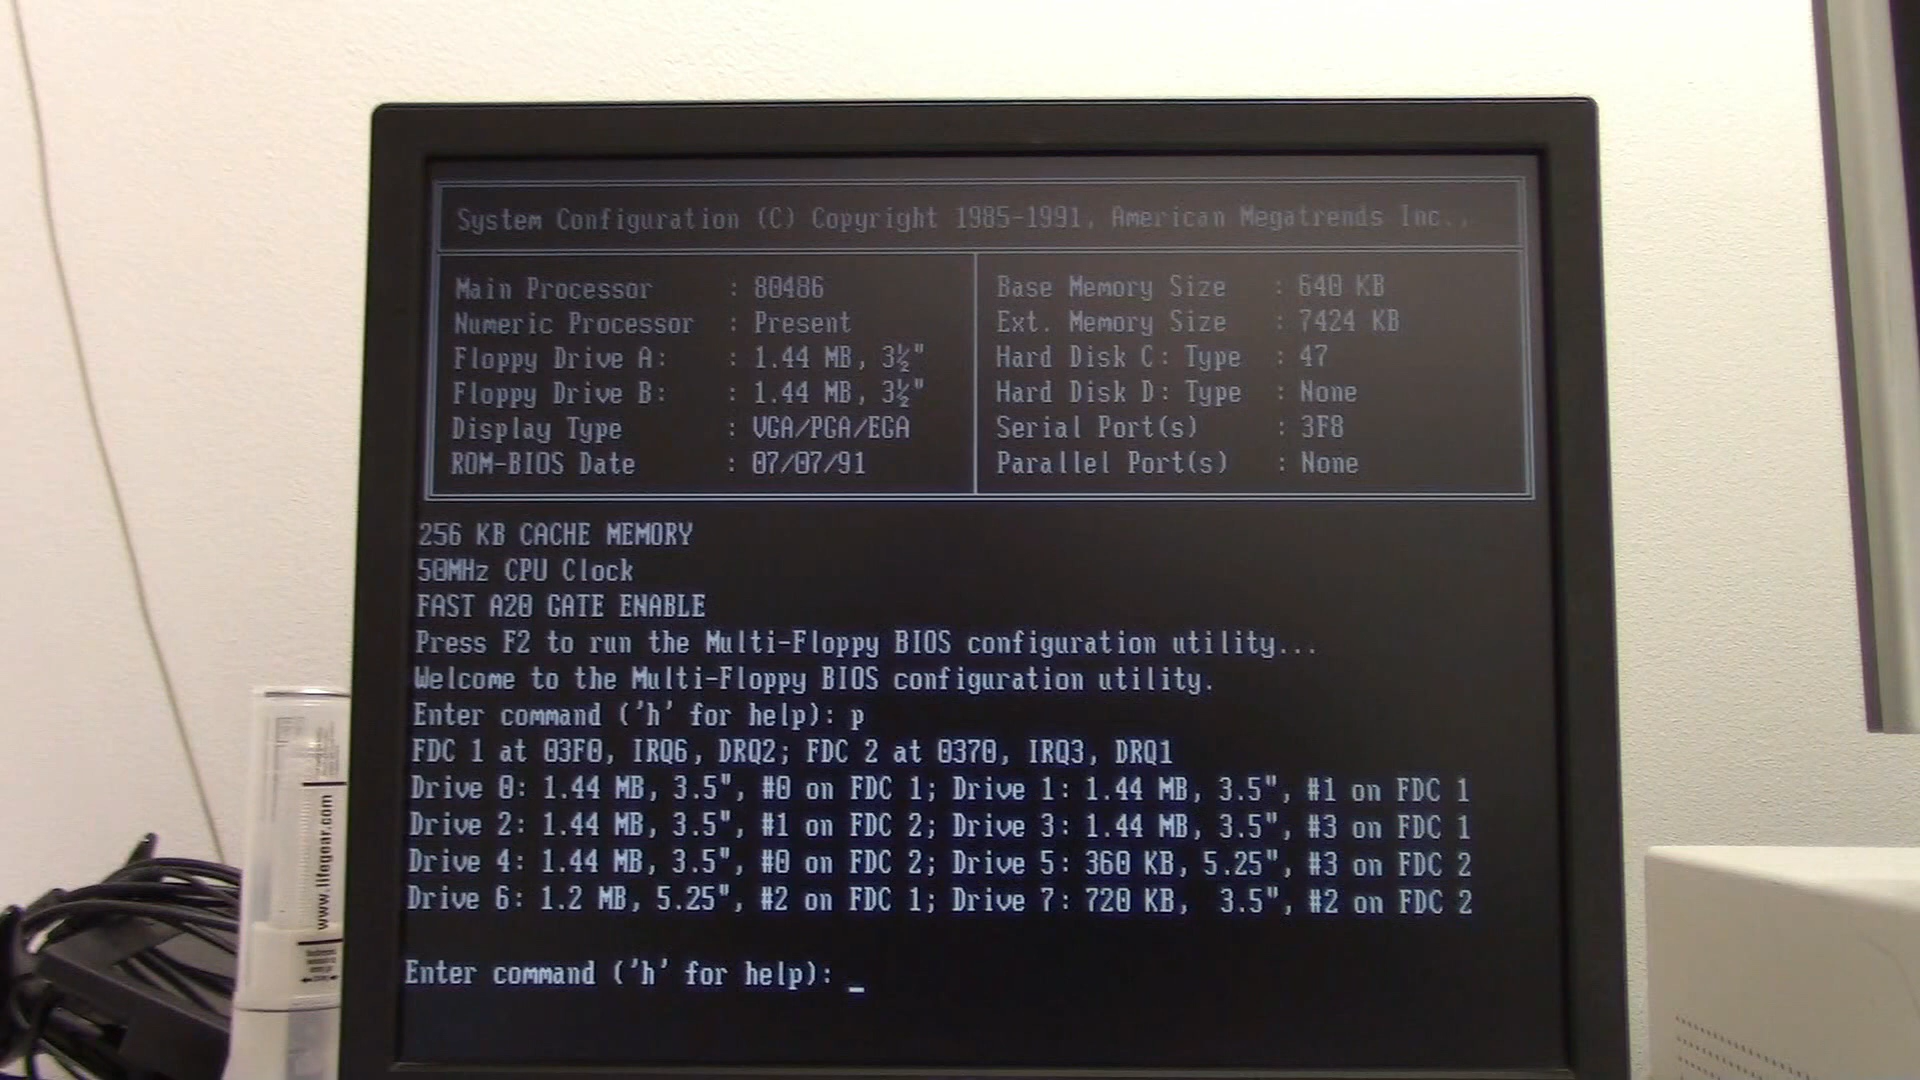 System Configuration (C) Copyright 1985-1991, American Megatrends Inc.,
Main Processor : 80486
Numeric Processor : Present
Floppy Drive A: : 1.44 MB, 3½"
Floppy Drive B: : 1.44 MB, 3½"
Display Type : VGA/PGA/EGA
ROM-BIOS Date : 07/07/91
Base Memory Size : 640 KB
Ext. Memory Size : 7424 KB
Hard Disk C: Type : 47
Hard Disk D: Type : None
Serial Port(s) : 3F8
Parallel Port(s) : None
256 KB CACHE MEMORY
50MHz CPU Clock
FAST A20 GATE ENABLE
Press F2 to run the Multi-Floppy BIOS configuration utility...
Welcome to the Multi-Floppy BIOS configuration utility.
Enter command ('h' for help): p
FDC 1 at 03F0, IRQ6, DRQ2; FDC 2 at 0370, IRQ3, DRQ1
Drive 0: 1.44 MB, 3.5", #0 on FDC 1; Drive 1: 1.44 MB, 3.5", #1 on FDC 1
Drive 2: 1.44 MB, 3.5", #1 on FDC 2; Drive 3: 1.44 MB, 3.5", #3 on FDC 1
Drive 4: 1.44 MB, 3.5", #0 on FDC 2; Drive 5: 360 KB, 5.25", #3 on FDC 2
Drive 6: 1.2 MB, 5.25", #2 on FDC 1; Drive 7: 720 KB, 3.5", #2 on FDC 2
Enter command ('h' for help): _
www.lifegear.com